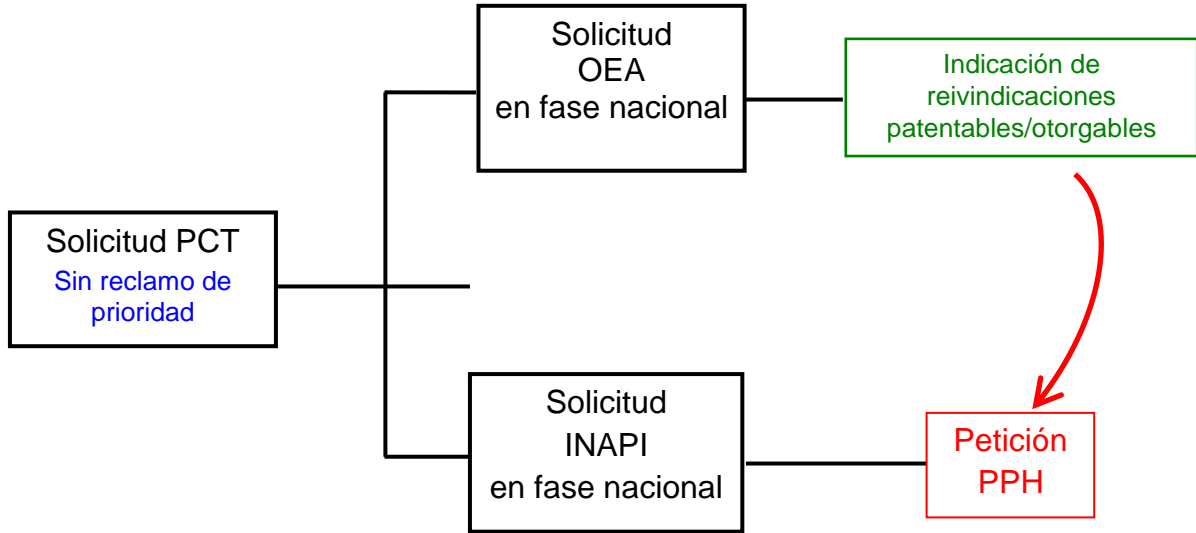 Solicitud
OEA
en fase nacional
Indicación de
reivindicaciones
patentables/otorgables
Solicitud PCT
Sin reclamo de
prioridad
Solicitud
INAPI
en fase nacional
Petición
PPH